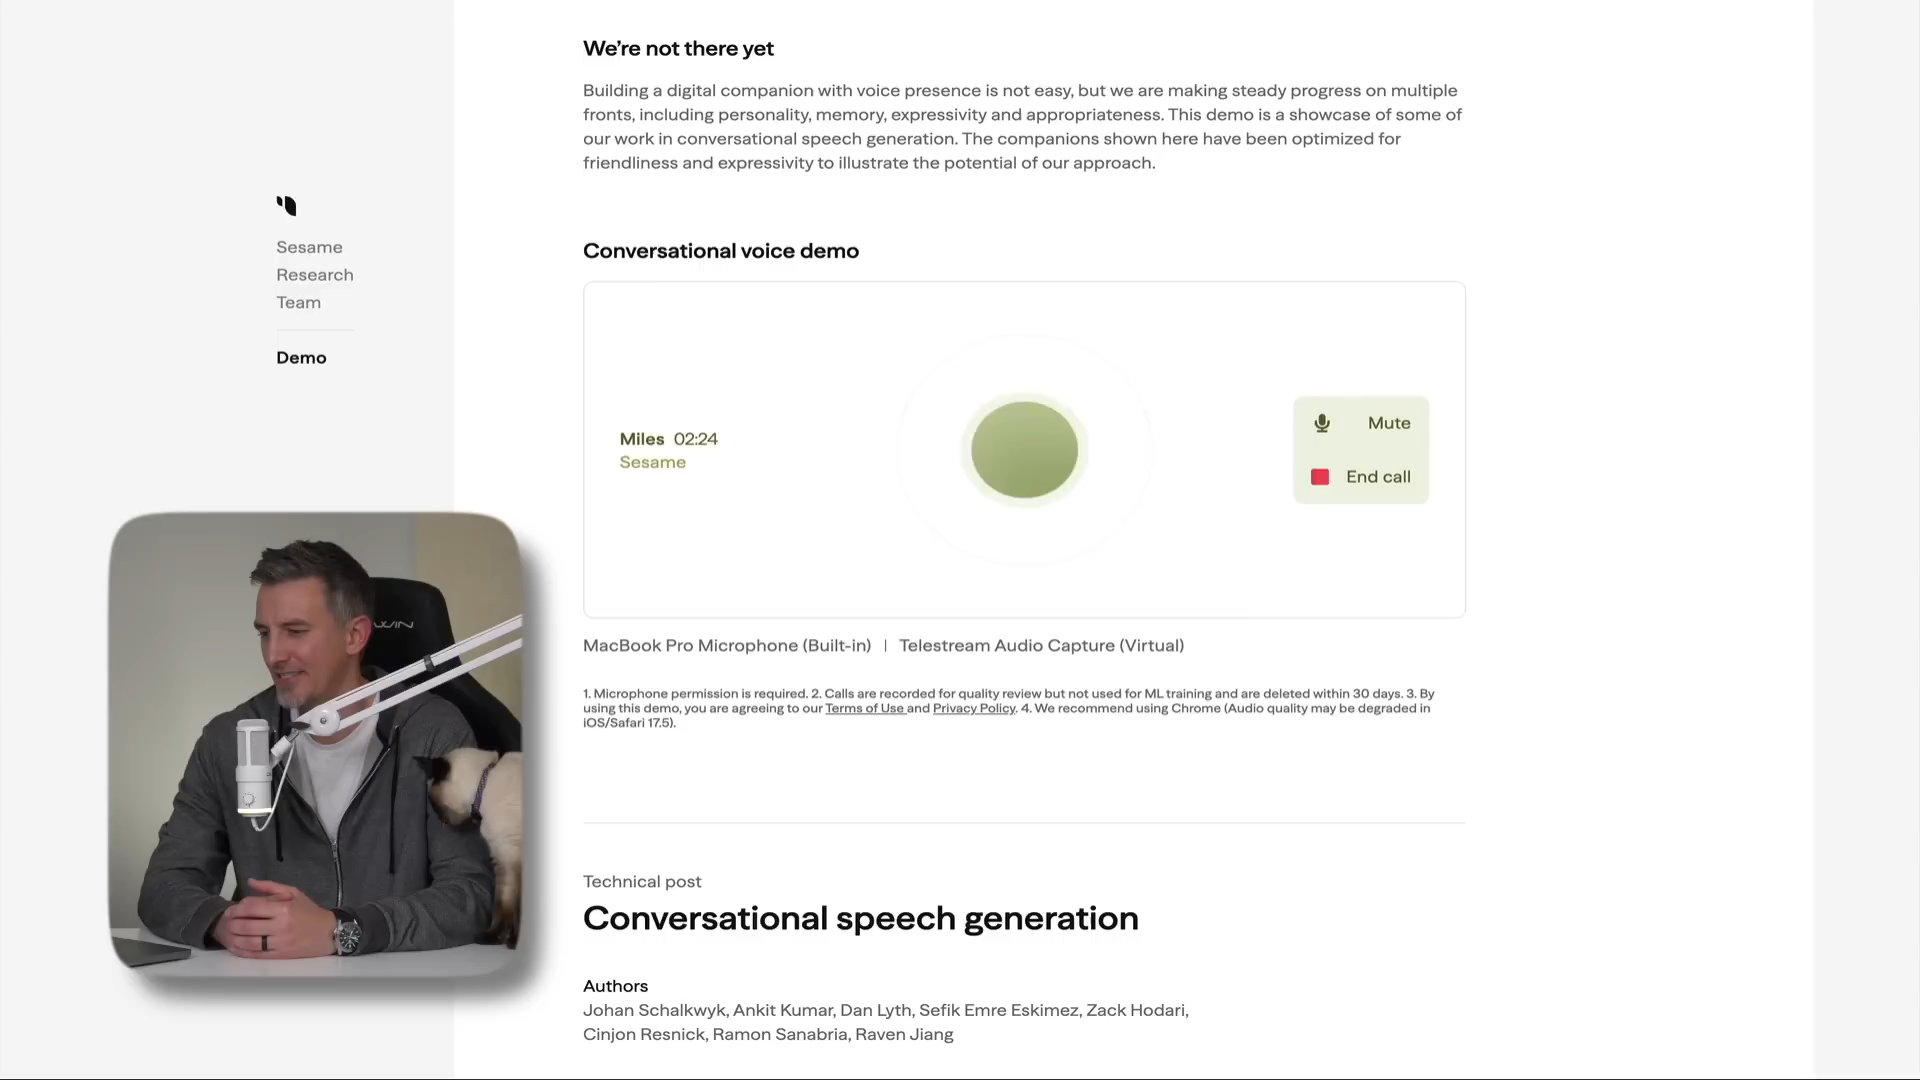 We're not there yet
Building a digital companion with voice presence is not easy, but we are making steady progress on multiple
fronts, including personality, memory, expressivity and appropriateness. This demo is a showcase of some of
our work in conversational speech generation. The companions shown here have been optimized for
friendliness and expressivity to illustrate the potential of our approach.
Sesame
Research
Team
Demo
Conversational voice demo
Miles 02:24
Sesame
Mute
End call
MacBook Pro Microphone (Built-in) | Telestream Audio Capture (Virtual)
1. Microphone permission is required. 2. Calls are recorded for quality review but not used for ML training and are deleted within 30 days. 3. By
using this demo, you are agreeing to our Terms of Use and Privacy Policy. 4. We recommend using Chrome (Audio quality may be degraded in
iOS/Safari 17.5).
Technical post
Conversational speech generation
Authors
Johan Schalkwyk, Ankit Kumar, Dan Lyth, Sefik Emre Eskimez, Zack Hodari,
Cinjon Resnick, Ramon Sanabria, Raven Jiang